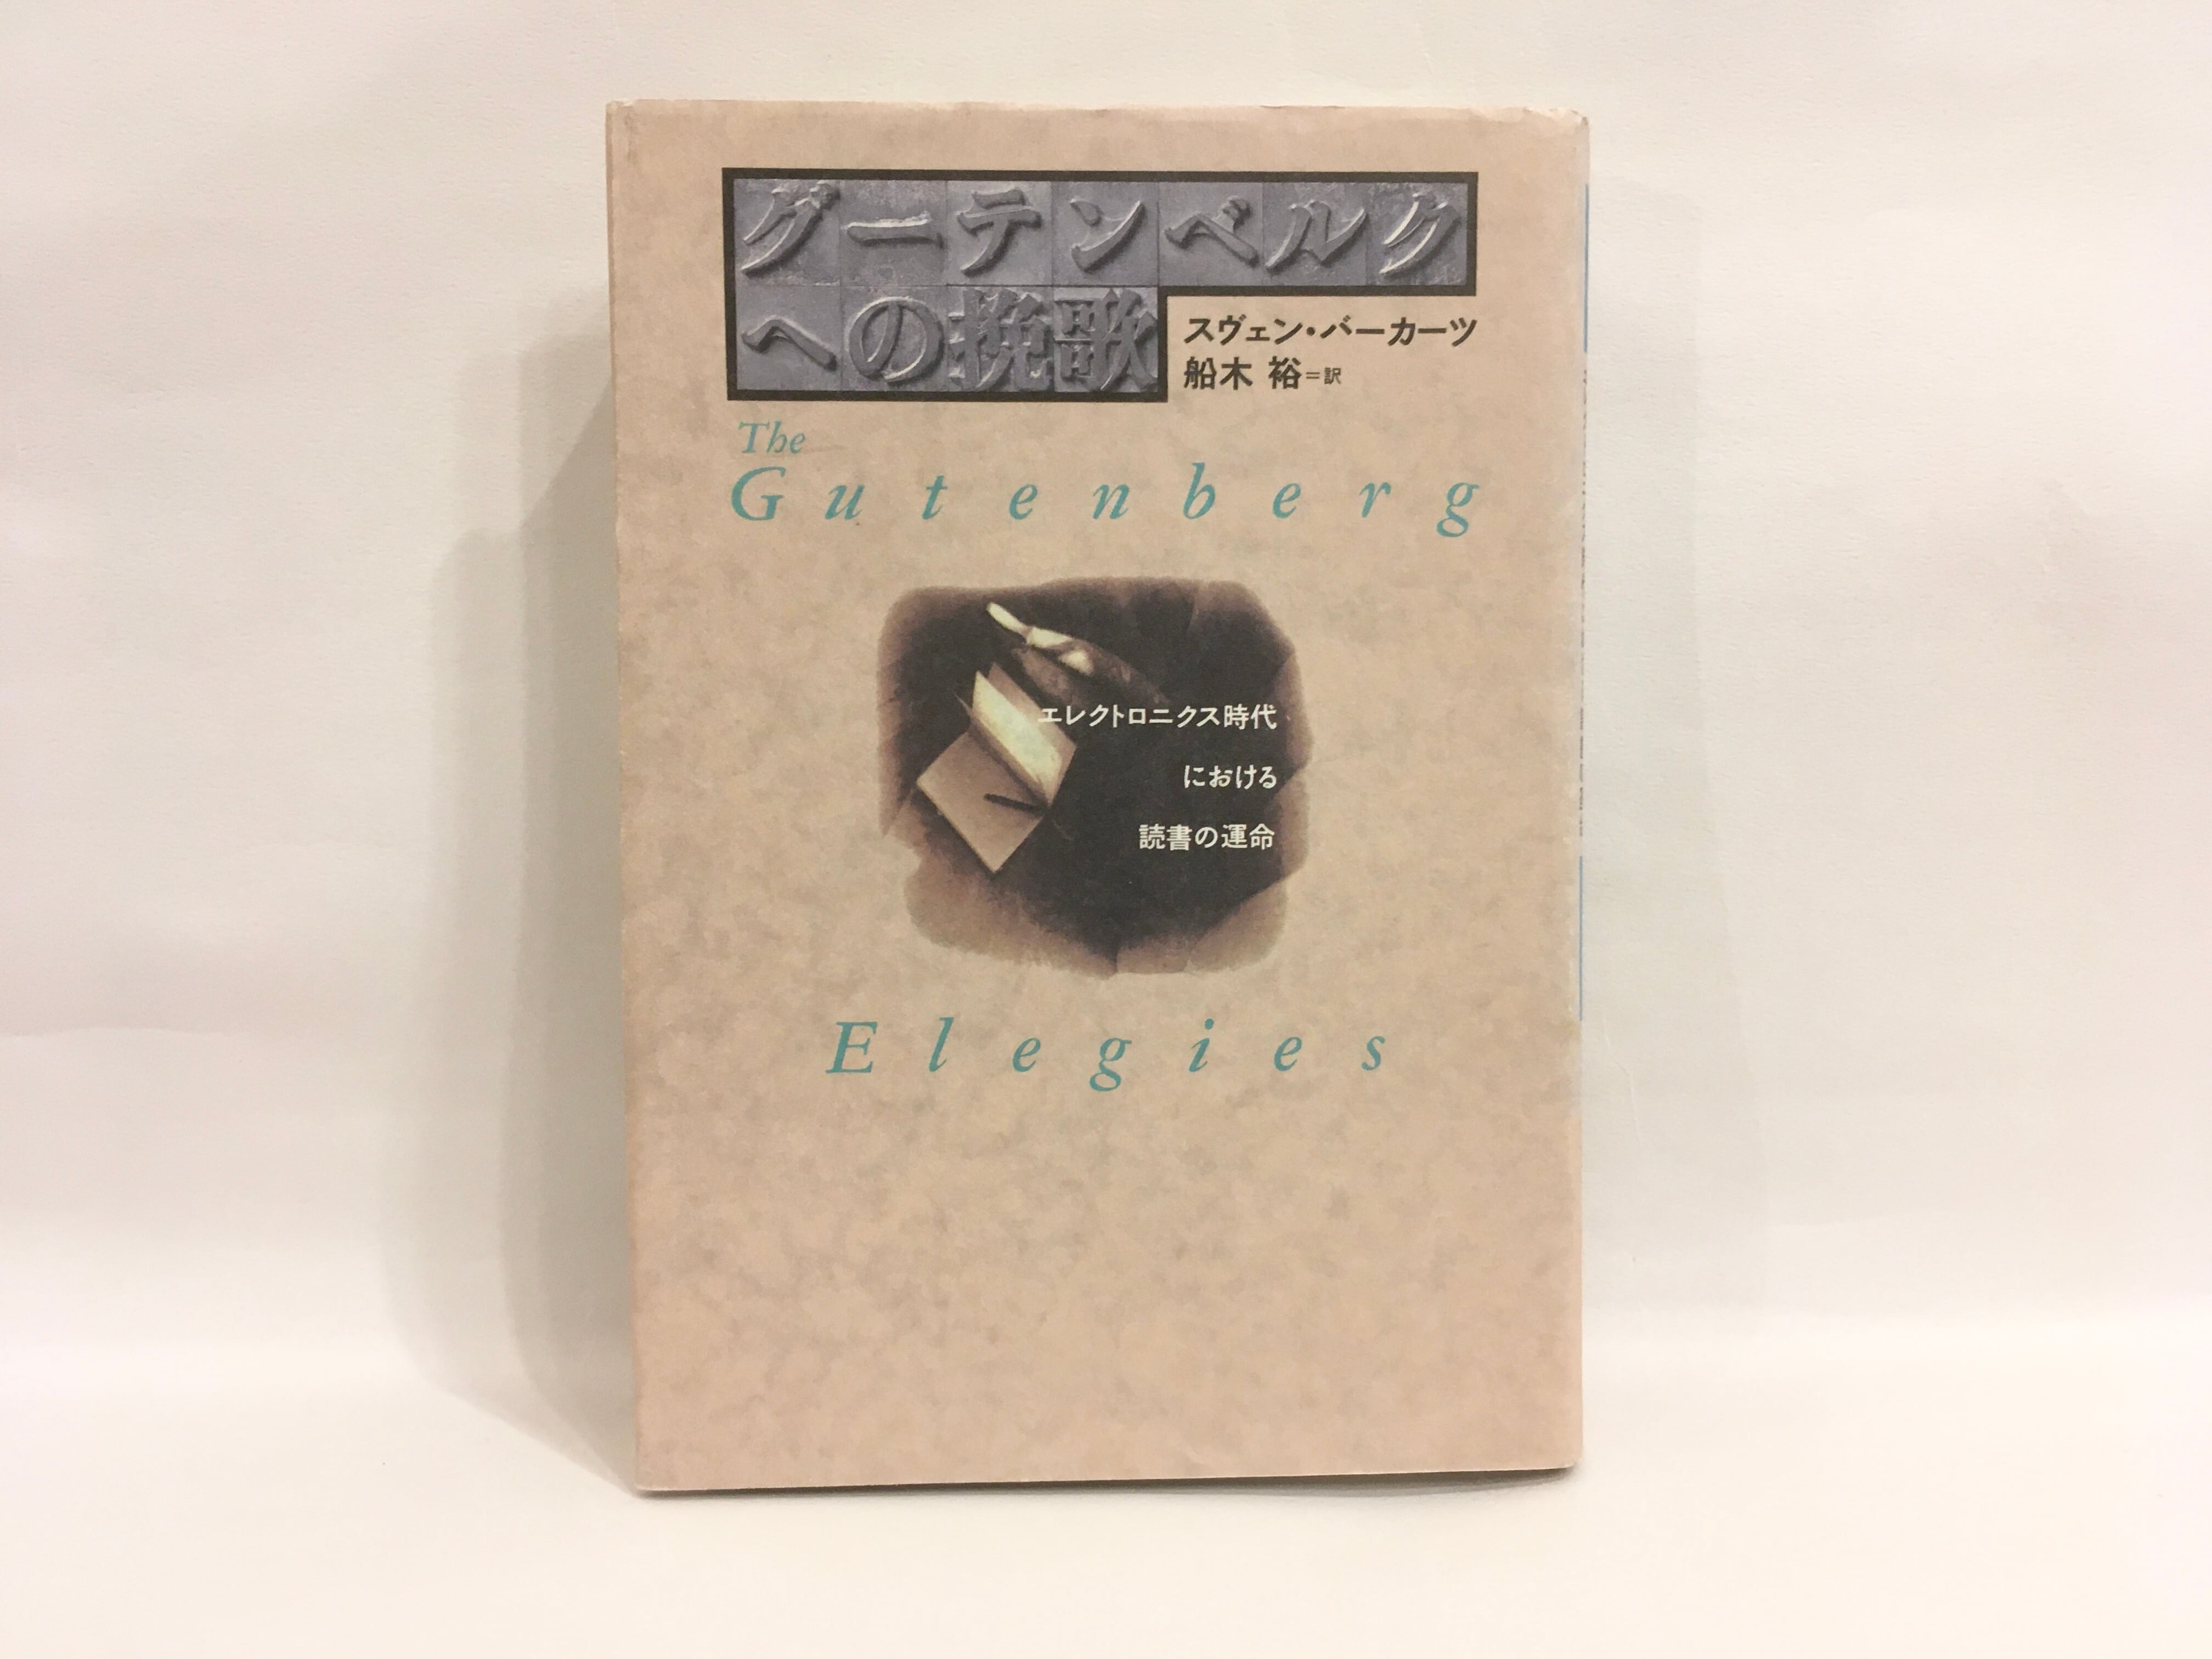 グーテンベルク
への挽歌
スヴェン・バーカーツ
船木 裕=訳
The
Gutenberg
エレクトロニクス時代
における
読書の運命
Elegies